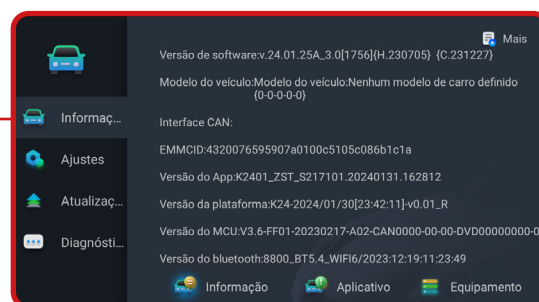 Mais
Versão de software:v.24.01.25A_3.0[1756]{H.230705} {C.231227}
Modelo do veículo:Modelo do veículo:Nenhum modelo de carro definido
{0-0-0-0-0}
Informaç...
Interface CAN:
EMMCID:4320076595907a0100c5105c086b1c1a
Ajustes
Versão do App:K2401_ZST_S217101.20240131.162812
Atualizaç...
Versão da plataforma:K24-2024/01/30[23:42:11]-v0.01_R
Versão do MCU:V3.6-FF01-20230217-A02-CAN0000-00-00-DVD00000000-0
Diagnósti...
Versão do bluetooth:8800_BT5.4_WIFI6/2023:12:19:11:23:49
Informação
Aplicativo
Equipamento